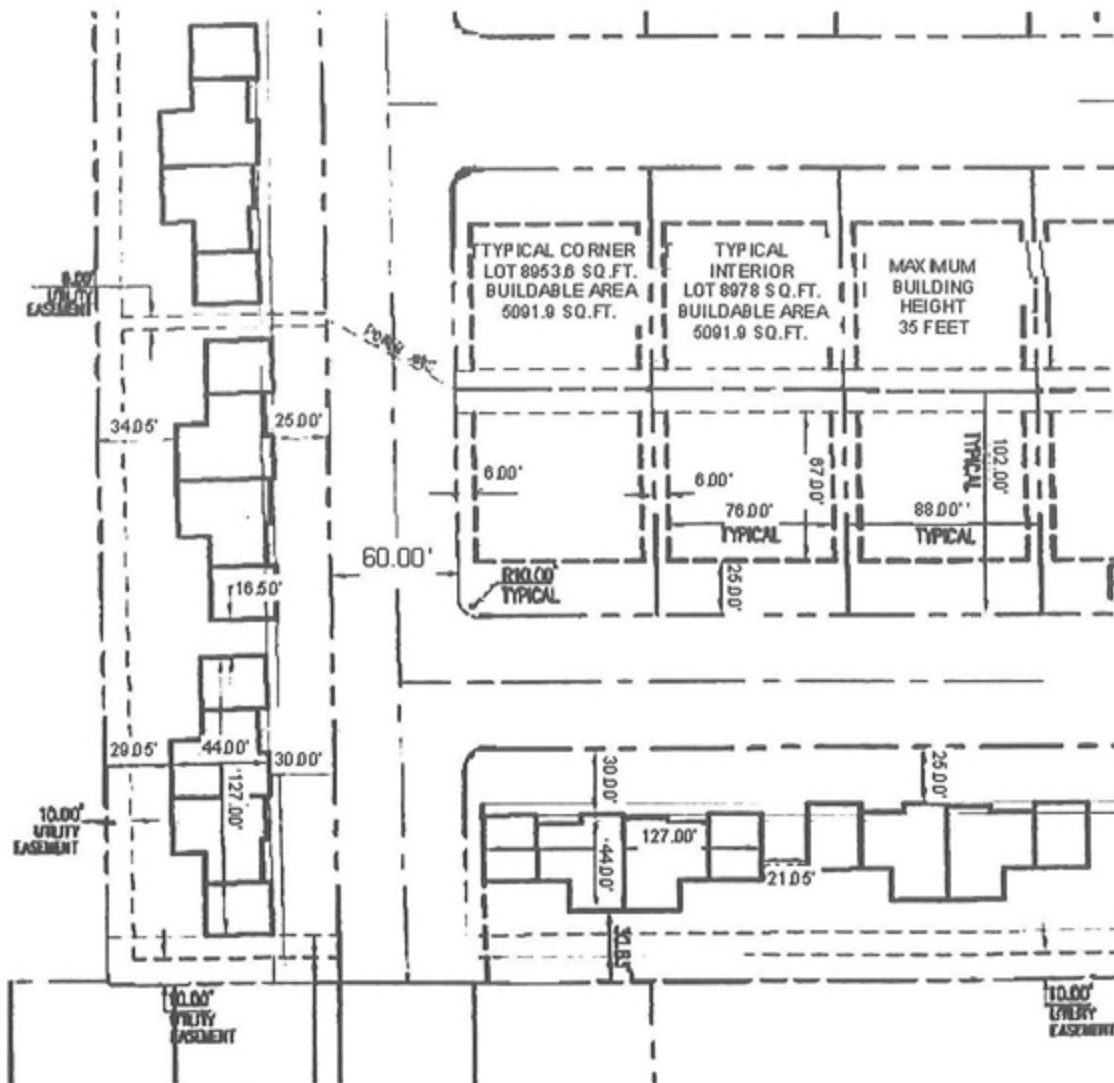 TYPICAL CORNER
LOT 8953.6 SQ.FT.
BUILDABLE AREA
5091.9 SQ.FT.
TYPICAL
INTERIOR
LOT 8978 SQ.FT.
BUILDABLE AREA
5091.9 SQ.FT.
MAXIMUM
BUILDING
HEIGHT
35 FEET
UTILITY
EASEMENT
34.05'
25.00'
6.00'
6.00'
67.00'
102.00'
TYPICAL
76.00'
TYPICAL
88.00'
TYPICAL
60.00'
R10.00'
TYPICAL
25.00'
16.50'
29.05'
44.00'
30.00'
127.00'
10.00'
UTILITY
EASEMENT
30.00'
25.00'
127.00'
44.00'
21.05'
10.00'
UTILITY
EASEMENT
10.00'
UTILITY
EASEMENT